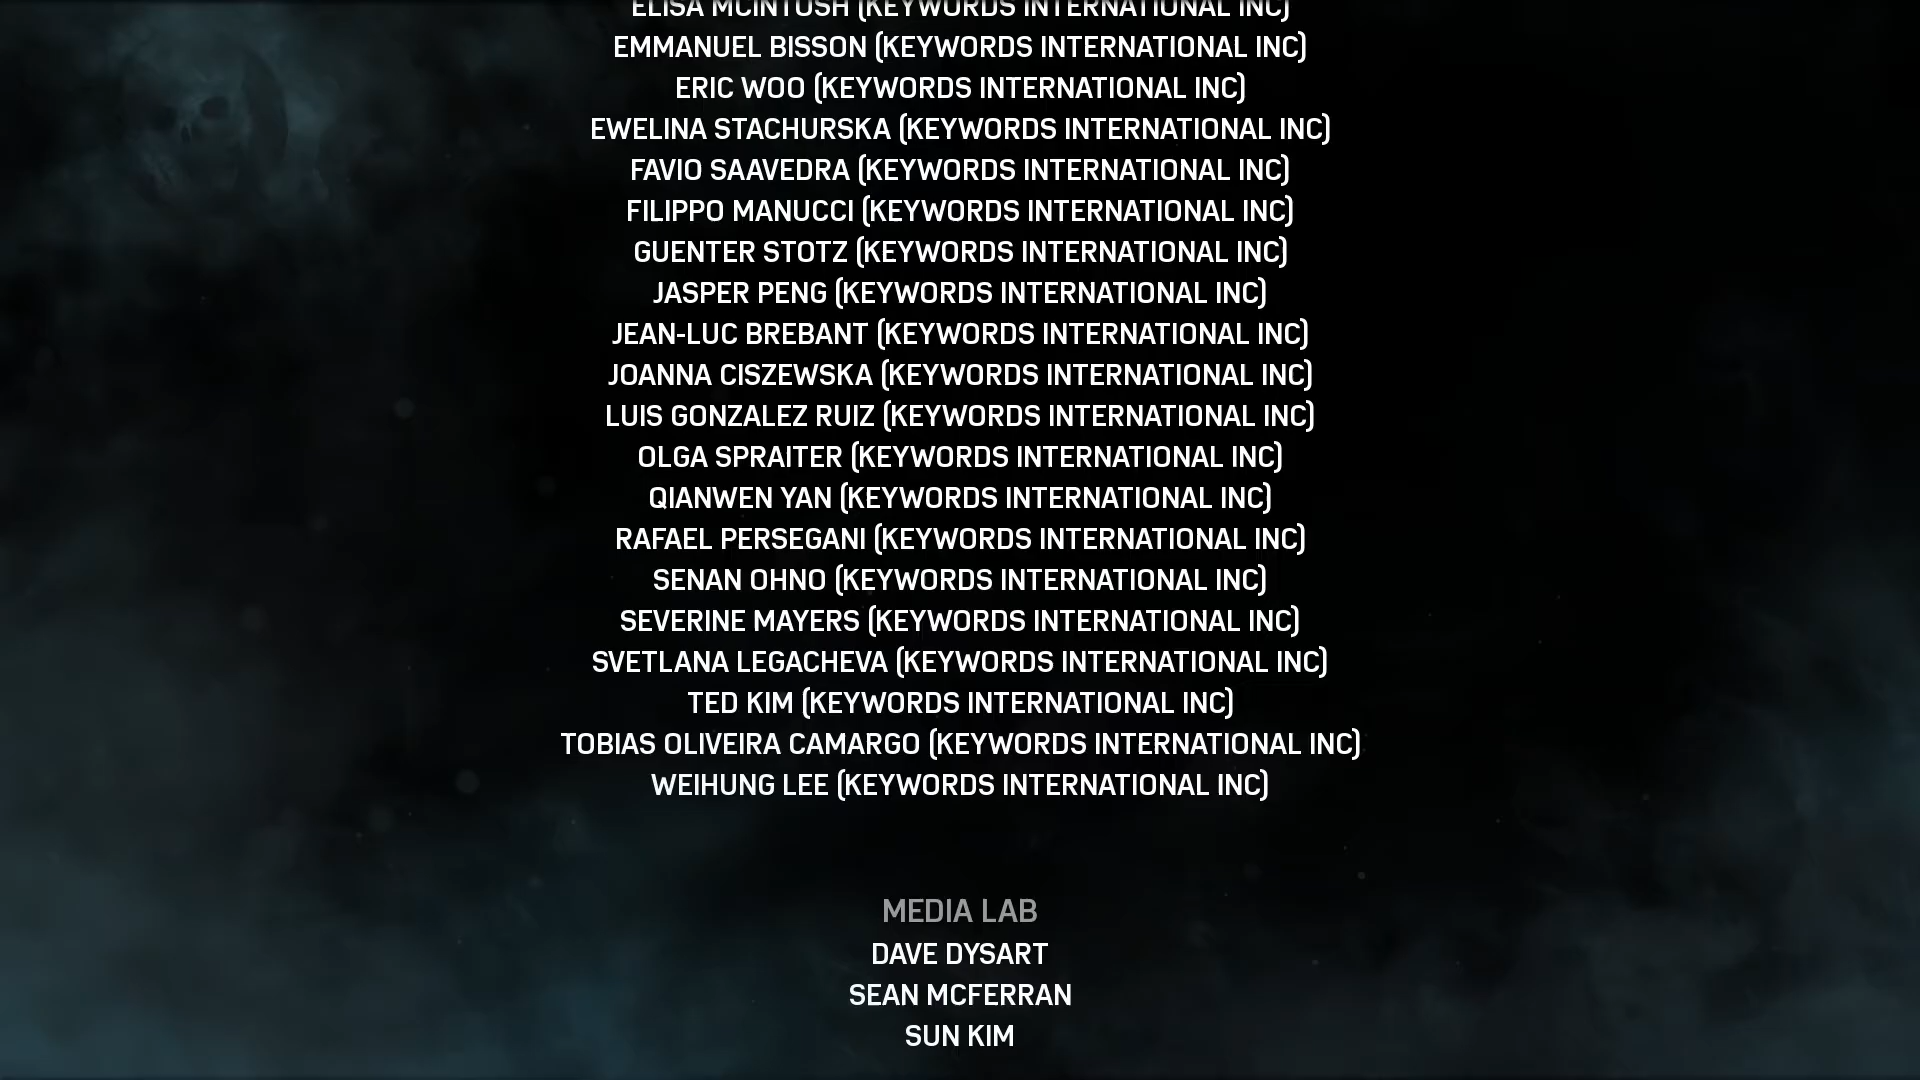 ELISA MCINTOSH (KEYWORDS INTERNATIONAL INC)
EMMANUEL BISSON (KEYWORDS INTERNATIONAL INC)
ERIC WOO (KEYWORDS INTERNATIONAL INC)
EWELINA STACHURSKA (KEYWORDS INTERNATIONAL INC)
FAVIO SAAVEDRA (KEYWORDS INTERNATIONAL INC)
FILIPPO MANUCCI (KEYWORDS INTERNATIONAL INC)
GUENTER STOTZ (KEYWORDS INTERNATIONAL INC)
JASPER PENG (KEYWORDS INTERNATIONAL INC)
JEAN-LUC BREBANT (KEYWORDS INTERNATIONAL INC)
JOANNA CISZEWSKA (KEYWORDS INTERNATIONAL INC)
LUIS GONZALEZ RUIZ (KEYWORDS INTERNATIONAL INC)
OLGA SPRAITER (KEYWORDS INTERNATIONAL INC)
QIANWEN YAN (KEYWORDS INTERNATIONAL INC)
RAFAEL PERSEGANI (KEYWORDS INTERNATIONAL INC)
SENAN OHNO (KEYWORDS INTERNATIONAL INC)
SEVERINE MAYERS (KEYWORDS INTERNATIONAL INC)
SVETLANA LEGACHEVA (KEYWORDS INTERNATIONAL INC)
TED KIM (KEYWORDS INTERNATIONAL INC)
TOBIAS OLIVEIRA CAMARGO (KEYWORDS INTERNATIONAL INC)
WEIHUNG LEE (KEYWORDS INTERNATIONAL INC)
MEDIA LAB
DAVE DYSART
SEAN MCFERRAN
SUN KIM